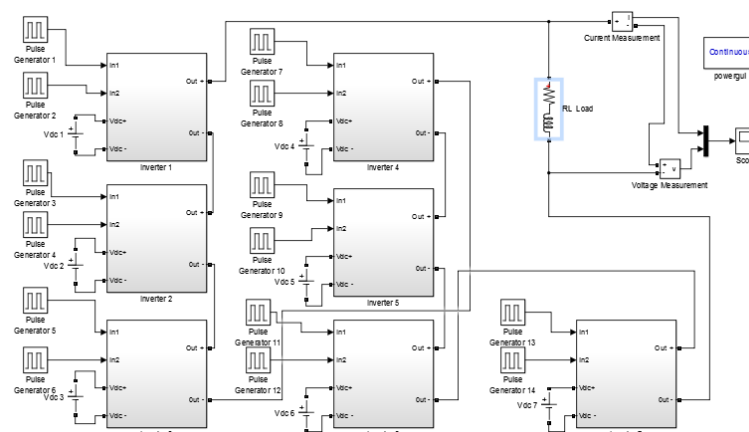 Pulse
Generator 1
Pulse
Generator 2
Vdc 1
In1
In2
Vdc+
Vdc -
Out +
Out -
Inverter 1
Pulse
Generator 3
Pulse
Generator 4
Vdc 2
In1
In2
Vdc+
Vdc -
Out +
Out -
Inverter 2
Pulse
Generator 5
Pulse
Generator 6
Vdc 3
In1
In2
Vdc+
Vdc -
Out +
Out -
Pulse
Generator 7
Pulse
Generator 8
Vdc 4
In1
In2
Vdc+
Vdc -
Out +
Out -
Inverter 4
Pulse
Generator 9
Pulse
Generator 10
Vdc 5
In1
In2
Vdc+
Vdc -
Out +
Out -
Inverter 5
Pulse
Generator 11
Pulse
Generator 12
Vdc 6
In1
In2
Vdc+
Vdc -
Out +
Out -
Pulse
Generator 13
Pulse
Generator 14
Vdc 7
In1
In2
Vdc+
Vdc -
Out +
Out -
RL Load
+
-
i
Current Measurement
+
-
v
Voltage Measurement
Continuou
powergui
Sco